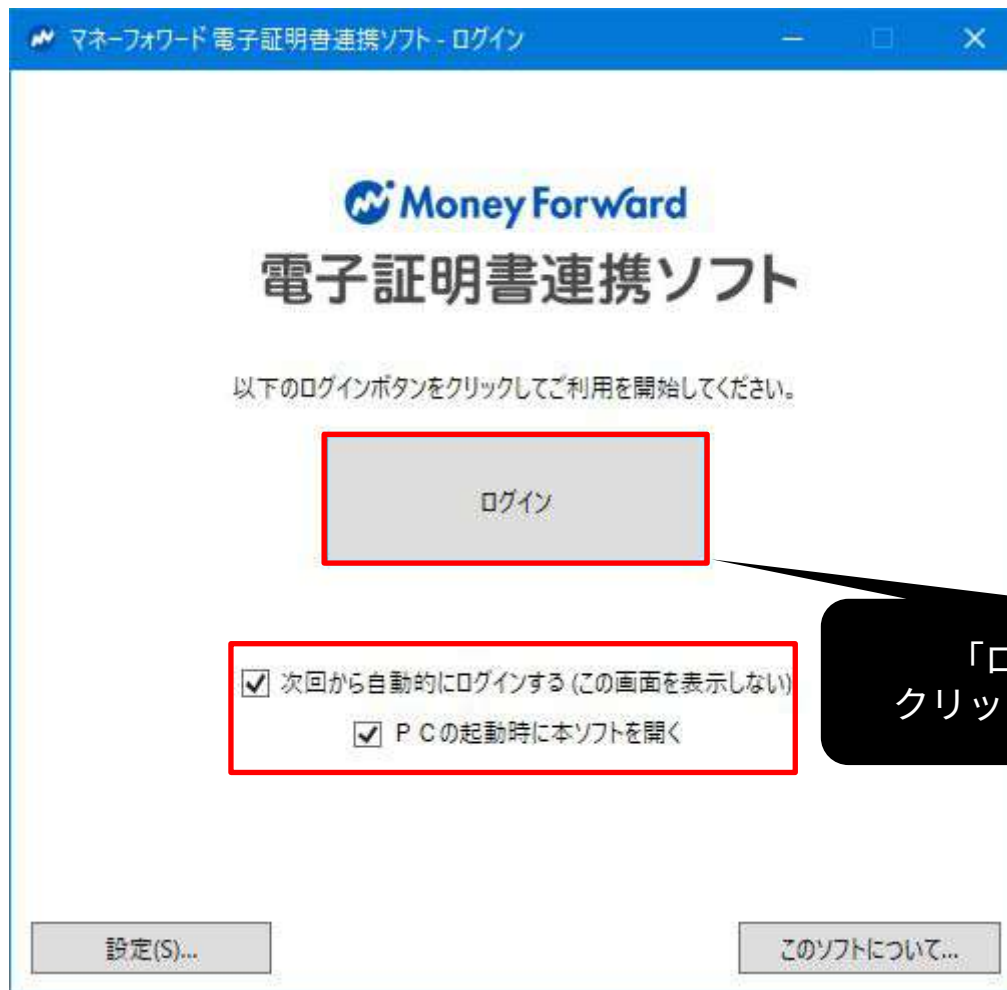 マネーフォワード 電子証明書連携ソフト - ログイン
Money Forward
電子証明書連携ソフト
以下のログインボタンをクリックしてご利用を開始してください。
ログイン
「ロ
クリッ
次回から自動的にログインする (この画面を表示しない)
PCの起動時に本ソフトを開く
設定(S)...
このソフトについて...